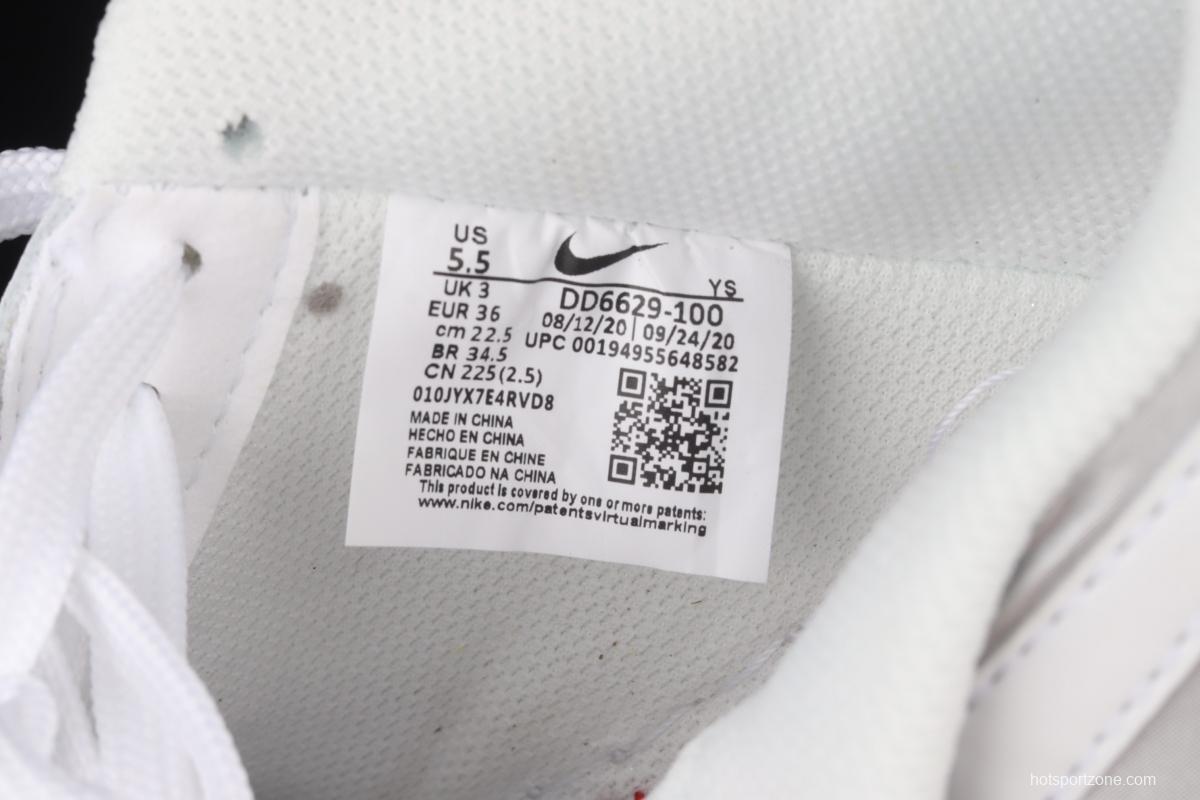 US
5.5
YS
UK 3
EUR 36
cm 22.5
BR 34.5
CN 225(2.5)
010JYX7E4RVD8
DD6629-100
08/12/20 | 09/24/20
UPC 00194955648582
MADE IN CHINA
HECHO EN CHINA
FABRIQUE EN CHINE
FABRICADO NA CHINA
This product is covered by one or more patents:
www.nike.com/patentsvirtualmarking
hotsportzone.com